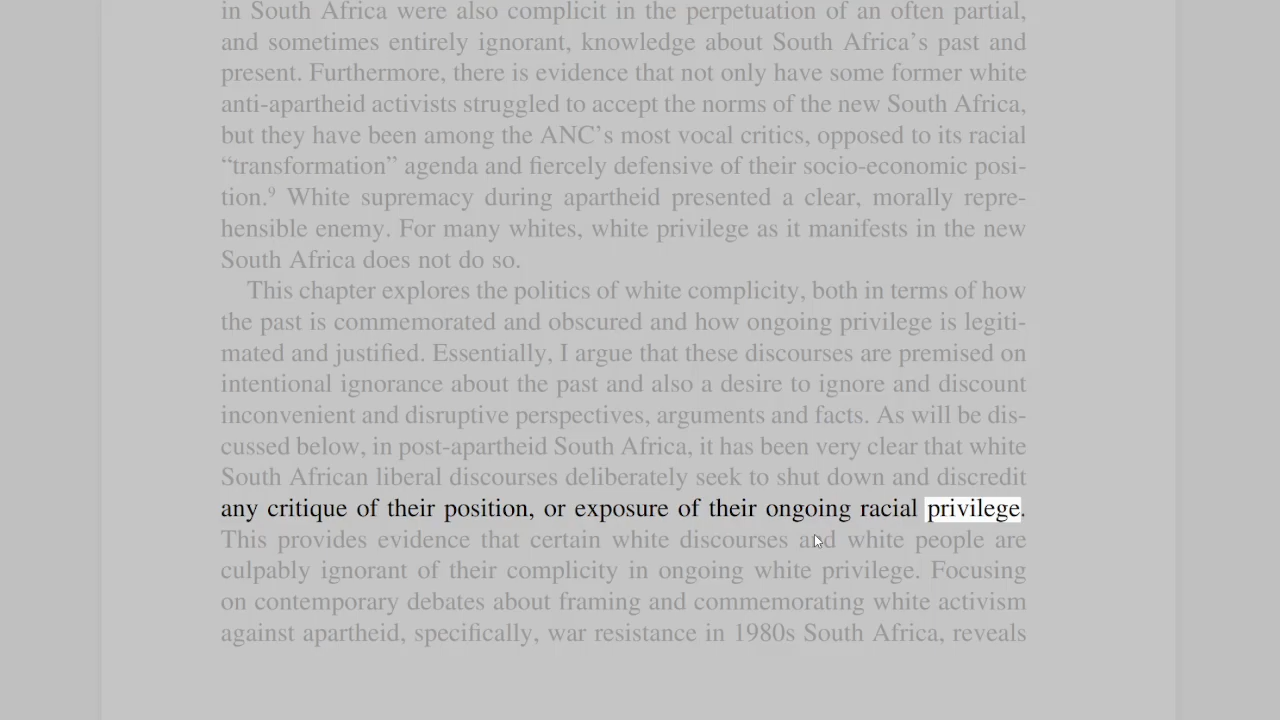 in South Africa were also complicit in the perpetuation of an often partial,
and sometimes entirely ignorant, knowledge about South Africa’s past and
present. Furthermore, there is evidence that not only have some former white
anti-apartheid activists struggled to accept the norms of the new South Africa,
but they have been among the ANC’s most vocal critics, opposed to its racial
“transformation” agenda and fiercely defensive of their socio-economic posi-
tion.⁹ White supremacy during apartheid presented a clear, morally repre-
hensible enemy. For many whites, white privilege as it manifests in the new
South Africa does not do so.
This chapter explores the politics of white complicity, both in terms of how
the past is commemorated and obscured and how ongoing privilege is legiti-
mated and justified. Essentially, I argue that these discourses are premised on
intentional ignorance about the past and also a desire to ignore and discount
inconvenient and disruptive perspectives, arguments and facts. As will be dis-
cussed below, in post-apartheid South Africa, it has been very clear that white
South African liberal discourses deliberately seek to shut down and discredit
any critique of their position, or exposure of their ongoing racial privilege.
This provides evidence that certain white discourses and white people are
culpably ignorant of their complicity in ongoing white privilege. Focusing
on contemporary debates about framing and commemorating white activism
against apartheid, specifically, war resistance in 1980s South Africa, reveals